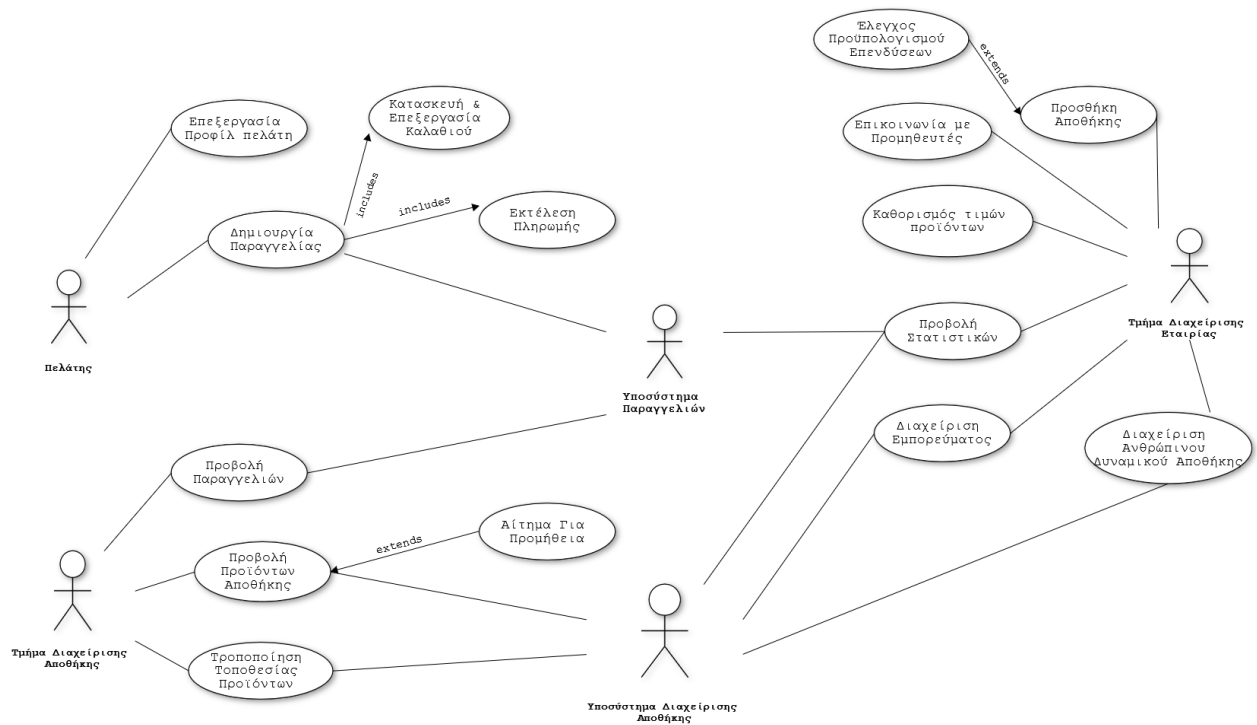 Έλεγχος
Προϋπολογισμού
Επενδύσεων
extends
Προσθήκη
Αποθήκης
Κατασκευή &
Επεξεργασία
Καλαθιού
Επεξεργασία
Προφίλ πελάτη
Επικοινωνία με
Προμηθευτές
includes
includes
Εκτέλεση
Πληρωμής
Καθορισμός τιμών
προϊόντων
Δημιουργία
Παραγγελίας
Πελάτης
Τμήμα Διαχείρισης
Εταιρίας
Προβολή
Στατιστικών
Υποσύστημα
Παραγγελιών
Διαχείριση
Εμπορεύματος
Διαχείριση
Ανθρώπινου
Δυναμικού Αποθήκης
Προβολή
Παραγγελιών
Αίτημα Για
Προμήθεια
extends
Προβολή
Προϊόντων
Αποθήκης
Τμήμα Διαχείρισης
Αποθήκης
Τροποποίηση
Τοποθεσίας
Προϊόντων
Υποσύστημα Διαχείρισης
Αποθήκης